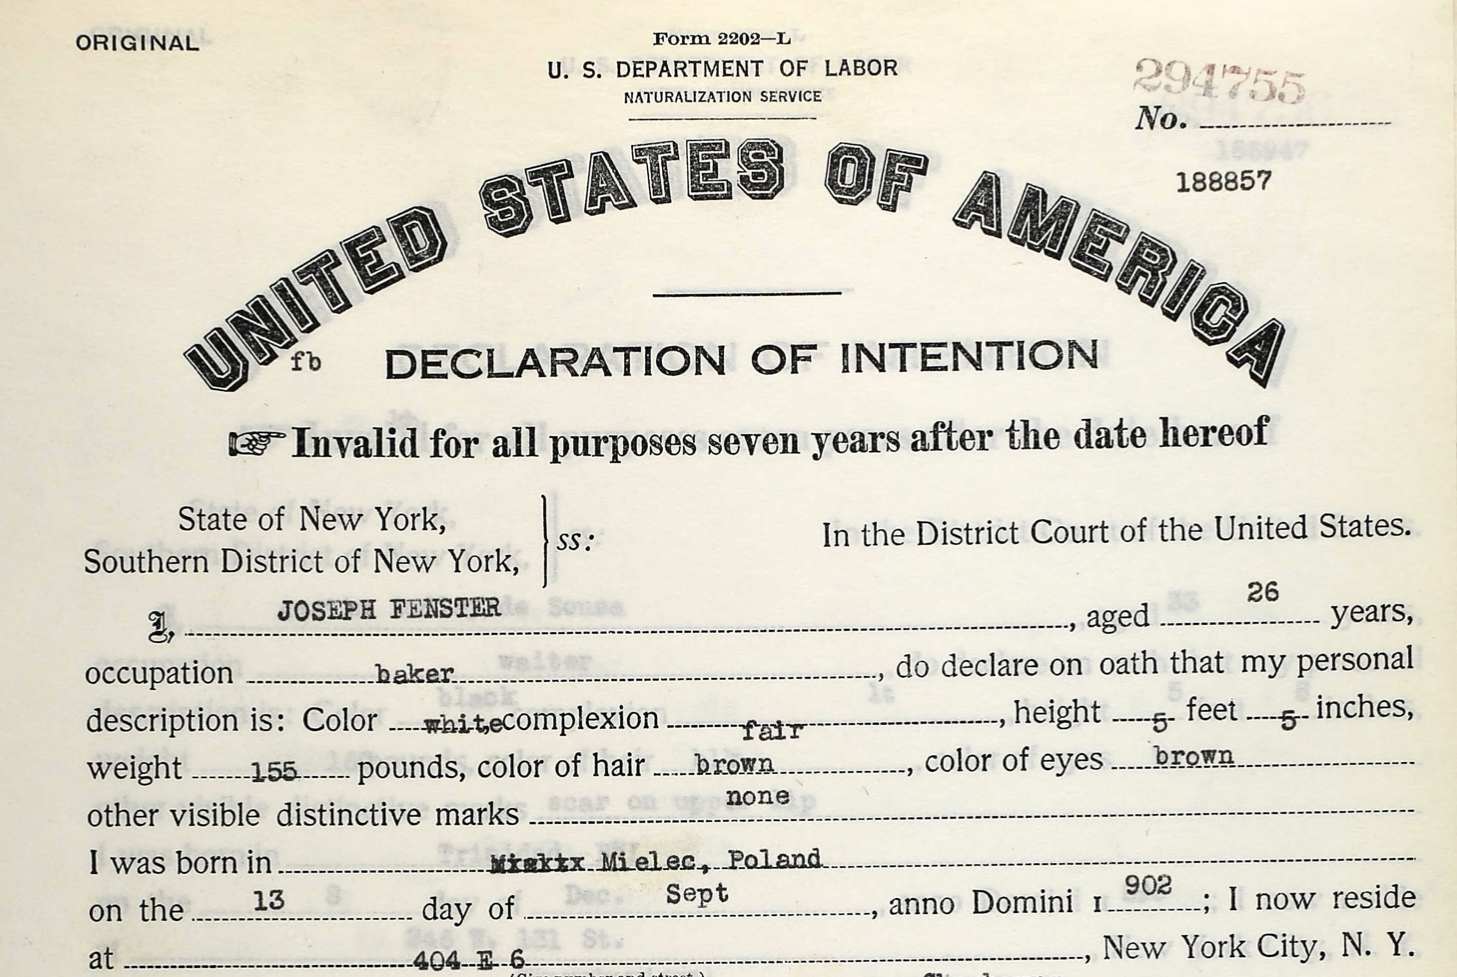 ORIGINAL
Form 2202—L
U. S. DEPARTMENT OF LABOR
NATURALIZATION SERVICE
294755
No.
188857
UNITED STATES OF AMERICA
fb DECLARATION OF INTENTION
☞ Invalid for all purposes seven years after the date hereof
State of New York,
Southern District of New York,
ss:
In the District Court of the United States.
I, JOSEPH FENSTER, aged 26 years,
occupation baker, do declare on oath that my personal
description is: Color white complexion fair, height 5 feet 5 inches,
weight 155 pounds, color of hair brown, color of eyes brown
other visible distinctive marks none
I was born in Mielec, Poland
on the 13 day of Sept, anno Domini 1902; I now reside
at 404 E 6, New York City, N. Y.